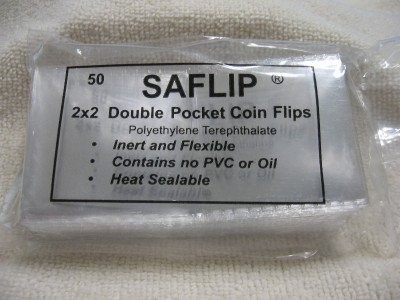 50 SAFLIP ®
2x2 Double Pocket Coin Flips
Polyethylene Terephthalate
• Inert and Flexible
• Contains no PVC or Oil
• Heat Sealable